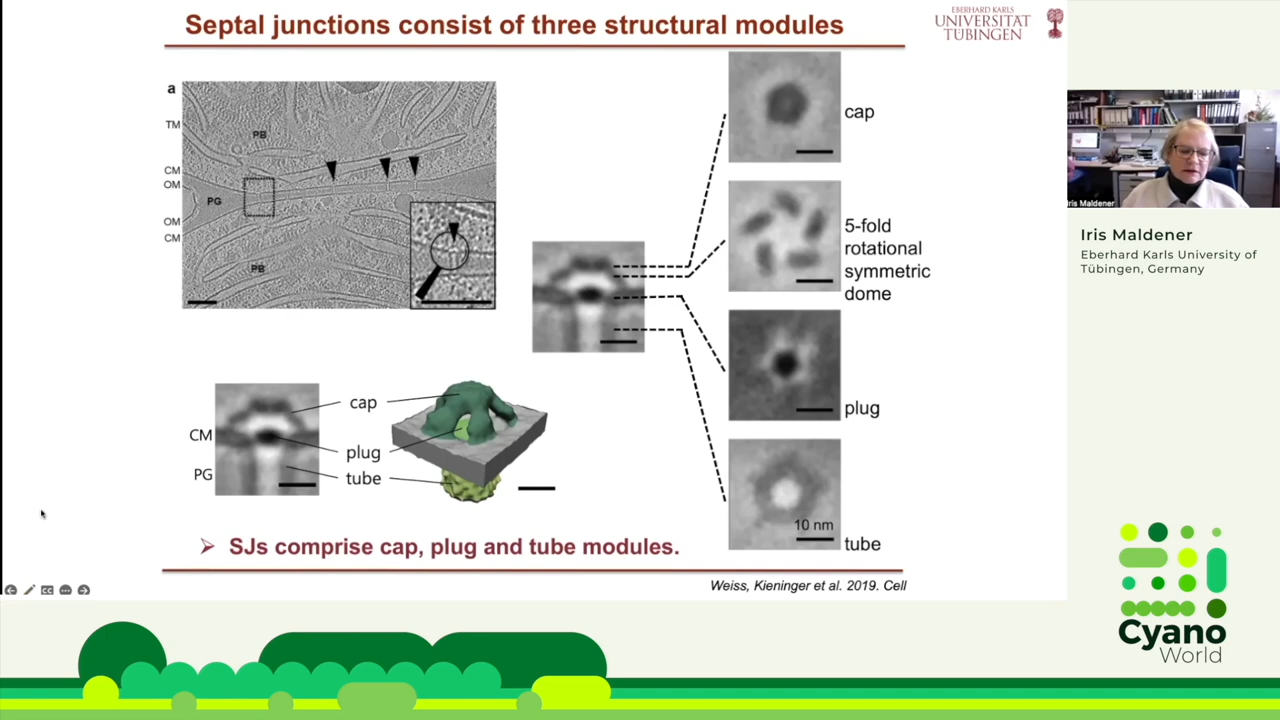 Septal junctions consist of three structural modules
EBERHARD KARLS
UNIVERSITÄT
TÜBINGEN
a
TM
PB
CM
OM
PG
OM
CM
PB
cap
5-fold
rotational
symmetric
dome
plug
10 nm
tube
cap
CM
plug
PG
tube
➢ SJs comprise cap, plug and tube modules.
Weiss, Kieninger et al. 2019. Cell
Iris Maldener
Iris Maldener
Eberhard Karls University of
Tübingen, Germany
Cyano
World